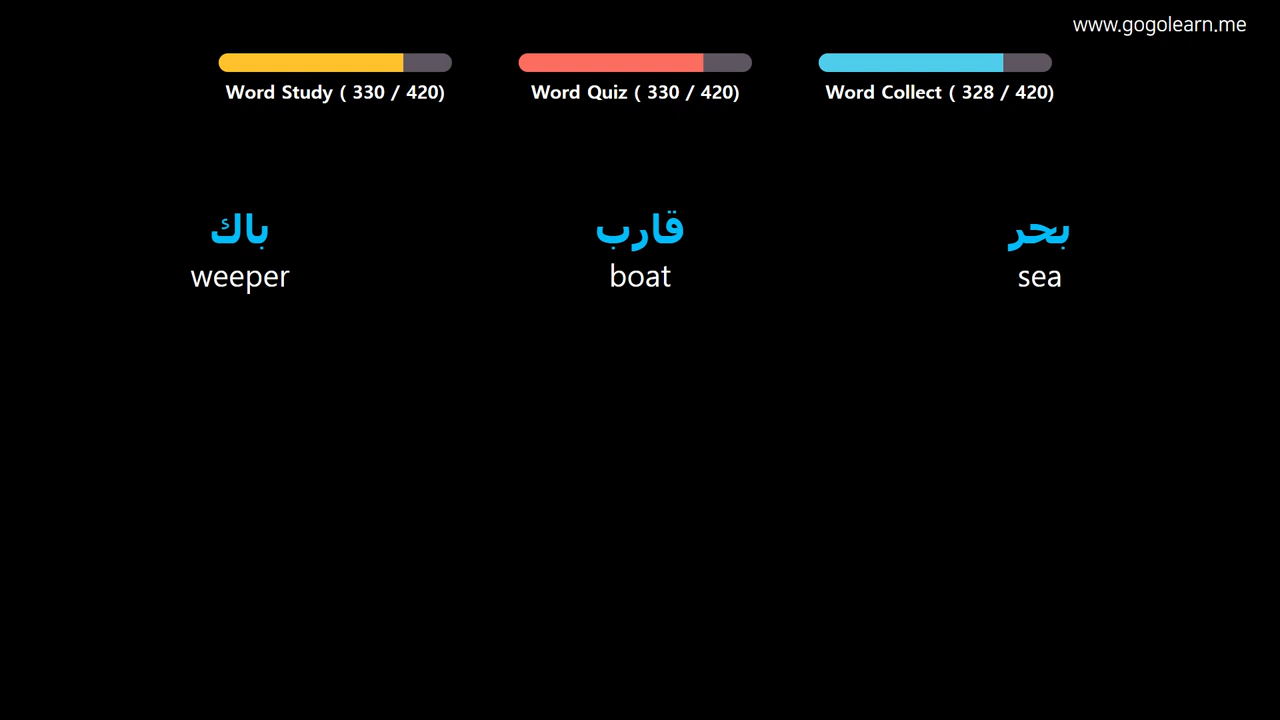 www.gogolearn.me
Word Study ( 330 / 420)
Word Quiz ( 330 / 420)
Word Collect ( 328 / 420)
باك
قارب
بحر
weeper
boat
sea